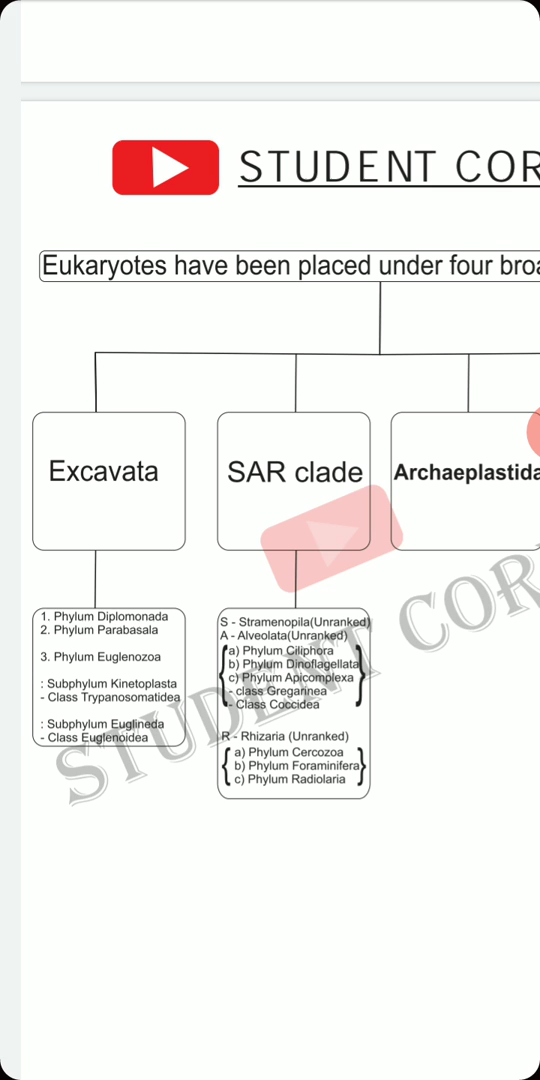 STUDENT COR
Eukaryotes have been placed under four broa
Excavata
SAR clade
Archaeplastida
1. Phylum Diplomonada
2. Phylum Parabasala
3. Phylum Euglenozoa
: Subphylum Kinetoplasta
- Class Trypanosomatidea
: Subphylum Euglineda
- Class Euglenoidea
S - Stramenopila(Unranked)
A - Alveolata(Unranked)
a) Phylum Ciliphora
b) Phylum Dinoflagellata
c) Phylum Apicomplexa
- class Gregarinea
- Class Coccidea
R - Rhizaria (Unranked)
a) Phylum Cercozoa
b) Phylum Foraminifera
c) Phylum Radiolaria
STUDENT COR